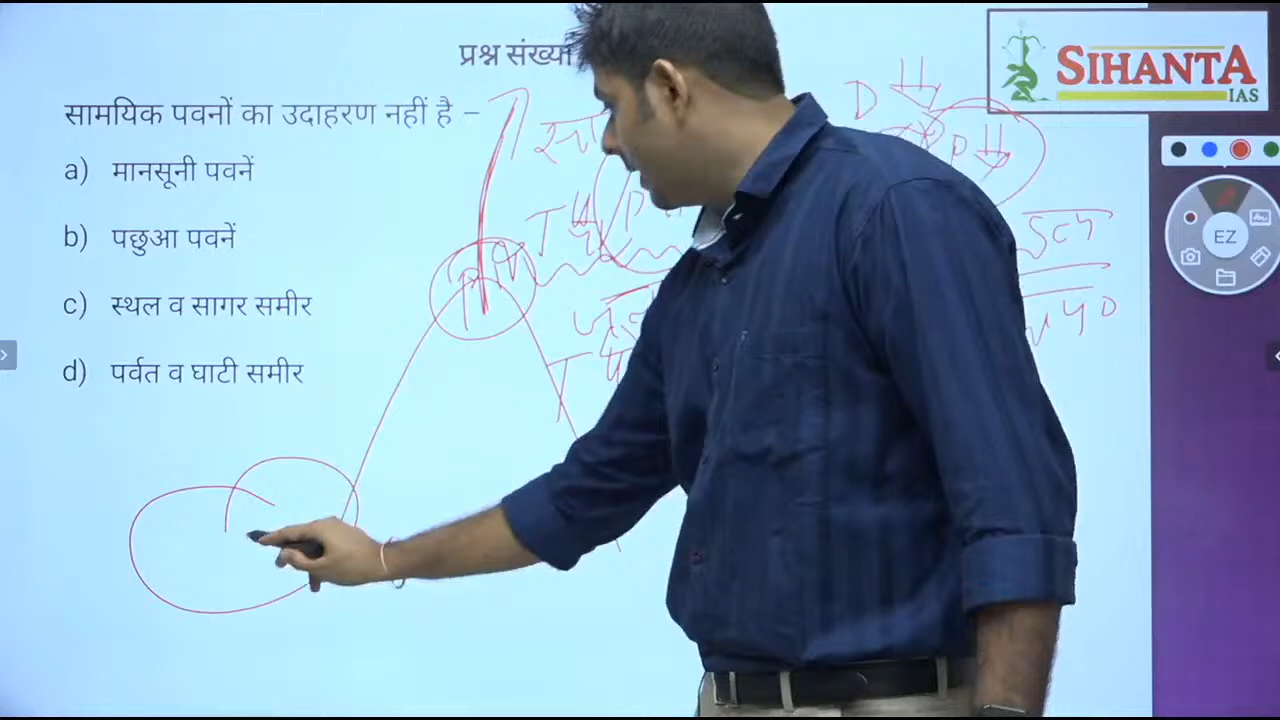 प्रश्न संख्या
SIHANTA
IAS
सामयिक पवनों का उदाहरण नहीं है –
a) मानसूनी पवनें
b) पछुआ पवनें
c) स्थल व सागर समीर
d) पर्वत व घाटी समीर
EZ
D
P
T
T